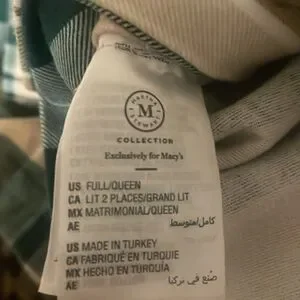 MARTHA STEWART
M
COLLECTION
Exclusively for Macy's
US FULL/QUEEN
CA LIT 2 PLACES/GRAND LIT
MX MATRIMONIAL/QUEEN
AE كامل/متوسط
US MADE IN TURKEY
CA FABRIQUÉ EN TURQUIE
MX HECHO EN TURQUÍA
AE صُنع في تركيا